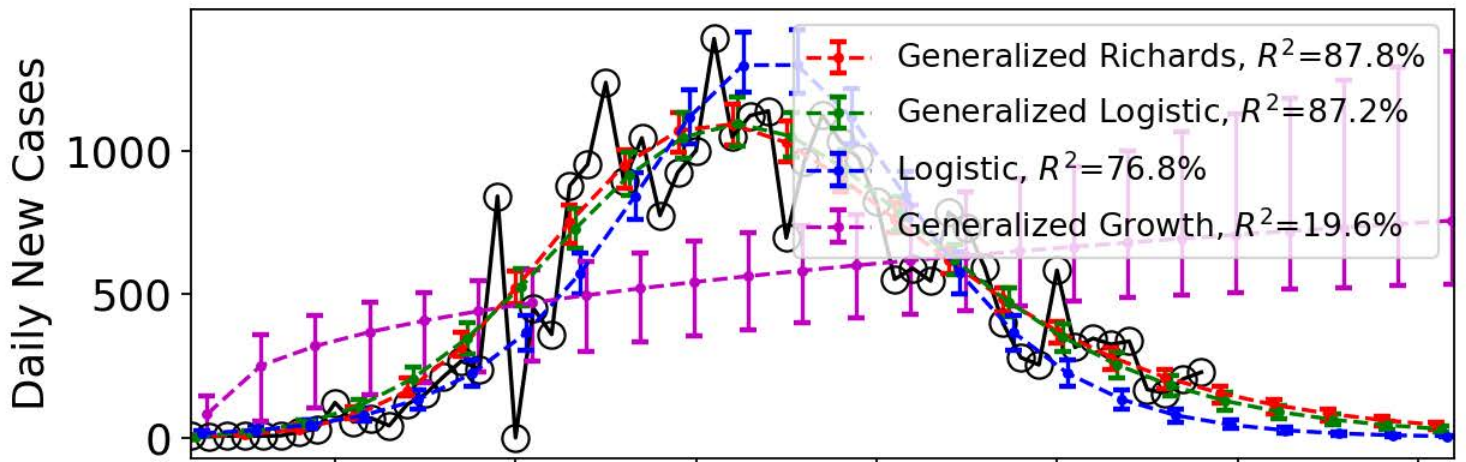 Daily New Cases
1000
500
0
Generalized Richards, R²=87.8%
Generalized Logistic, R²=87.2%
Logistic, R²=76.8%
Generalized Growth, R²=19.6%